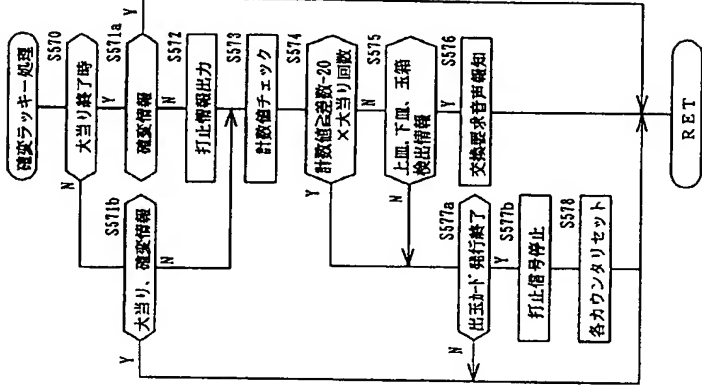 確変ラッキー処理
S570
大当り終了時
N
Y
S571a
確変情報
Y
N
S571b
大当り、確変情報
Y
N
S572
打止情報出力
S573
計数値チェック
S574
計数値≧差数-20
×大当り回数
Y
N
S575
上皿、下皿、玉箱
検出情報
N
Y
S576
交換要求音声報知
S577a
出玉カード発行終了
N
Y
S577b
打止信号停止
S578
各カウンタリセット
RET